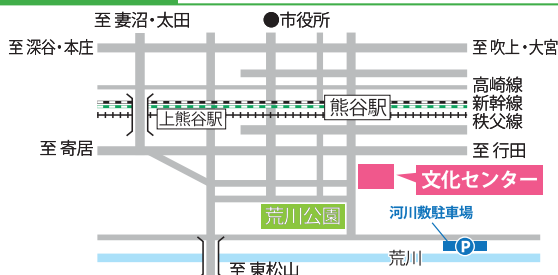 至 妻沼・太田
●市役所
至 深谷・本庄
至 吹上・大宮
高崎線
新幹線
秩父線
熊谷駅
上熊谷駅
至 寄居
至 行田
文化センター
荒川公園
河川敷駐車場
P
荒川
至 東松山